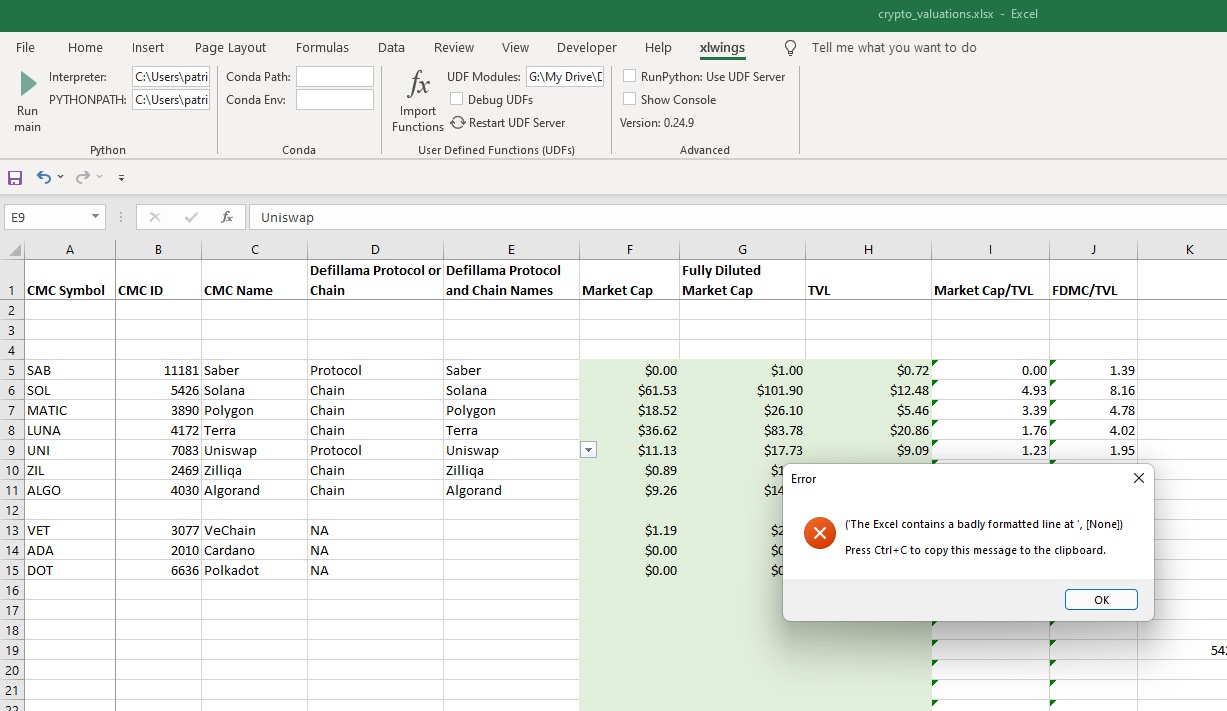 crypto_valuations.xlsx - Excel
File Home Insert Page Layout Formulas Data Review View Developer Help xlwings Tell me what you want to do
Run main
Interpreter: C:\Users\patri
PYTHONPATH: C:\Users\patri
Python
Conda Path:
Conda Env:
Conda
fx
Import Functions
UDF Modules: G:\My Drive\D
Debug UDFs
Restart UDF Server
User Defined Functions (UDFs)
RunPython: Use UDF Server
Show Console
Version: 0.24.9
Advanced
E9 fx Uniswap
A B C D E F G H I J K
1 CMC Symbol CMC ID CMC Name Defillama Protocol or Chain Defillama Protocol and Chain Names Market Cap Fully Diluted Market Cap TVL Market Cap/TVL FDMC/TVL
2
3
4
5 SAB 11181 Saber Protocol Saber $0.00 $1.00 $0.72 0.00 1.39
6 SOL 5426 Solana Chain Solana $61.53 $101.90 $12.48 4.93 8.16
7 MATIC 3890 Polygon Chain Polygon $18.52 $26.10 $5.46 3.39 4.78
8 LUNA 4172 Terra Chain Terra $36.62 $83.78 $20.86 1.76 4.02
9 UNI 7083 Uniswap Protocol Uniswap $11.13 $17.73 $9.09 1.23 1.95
10 ZIL 2469 Zilliqa Chain Zilliqa $0.89 $1
11 ALGO 4030 Algorand Chain Algorand $9.26 $14
12
13 VET 3077 VeChain NA $1.19 $2
14 ADA 2010 Cardano NA $0.00 $0
15 DOT 6636 Polkadot NA $0.00 $0
16
17
18
19 542
20
21
22
Error
('The Excel contains a badly formatted line at ', [None])
Press Ctrl+C to copy this message to the clipboard.
OK